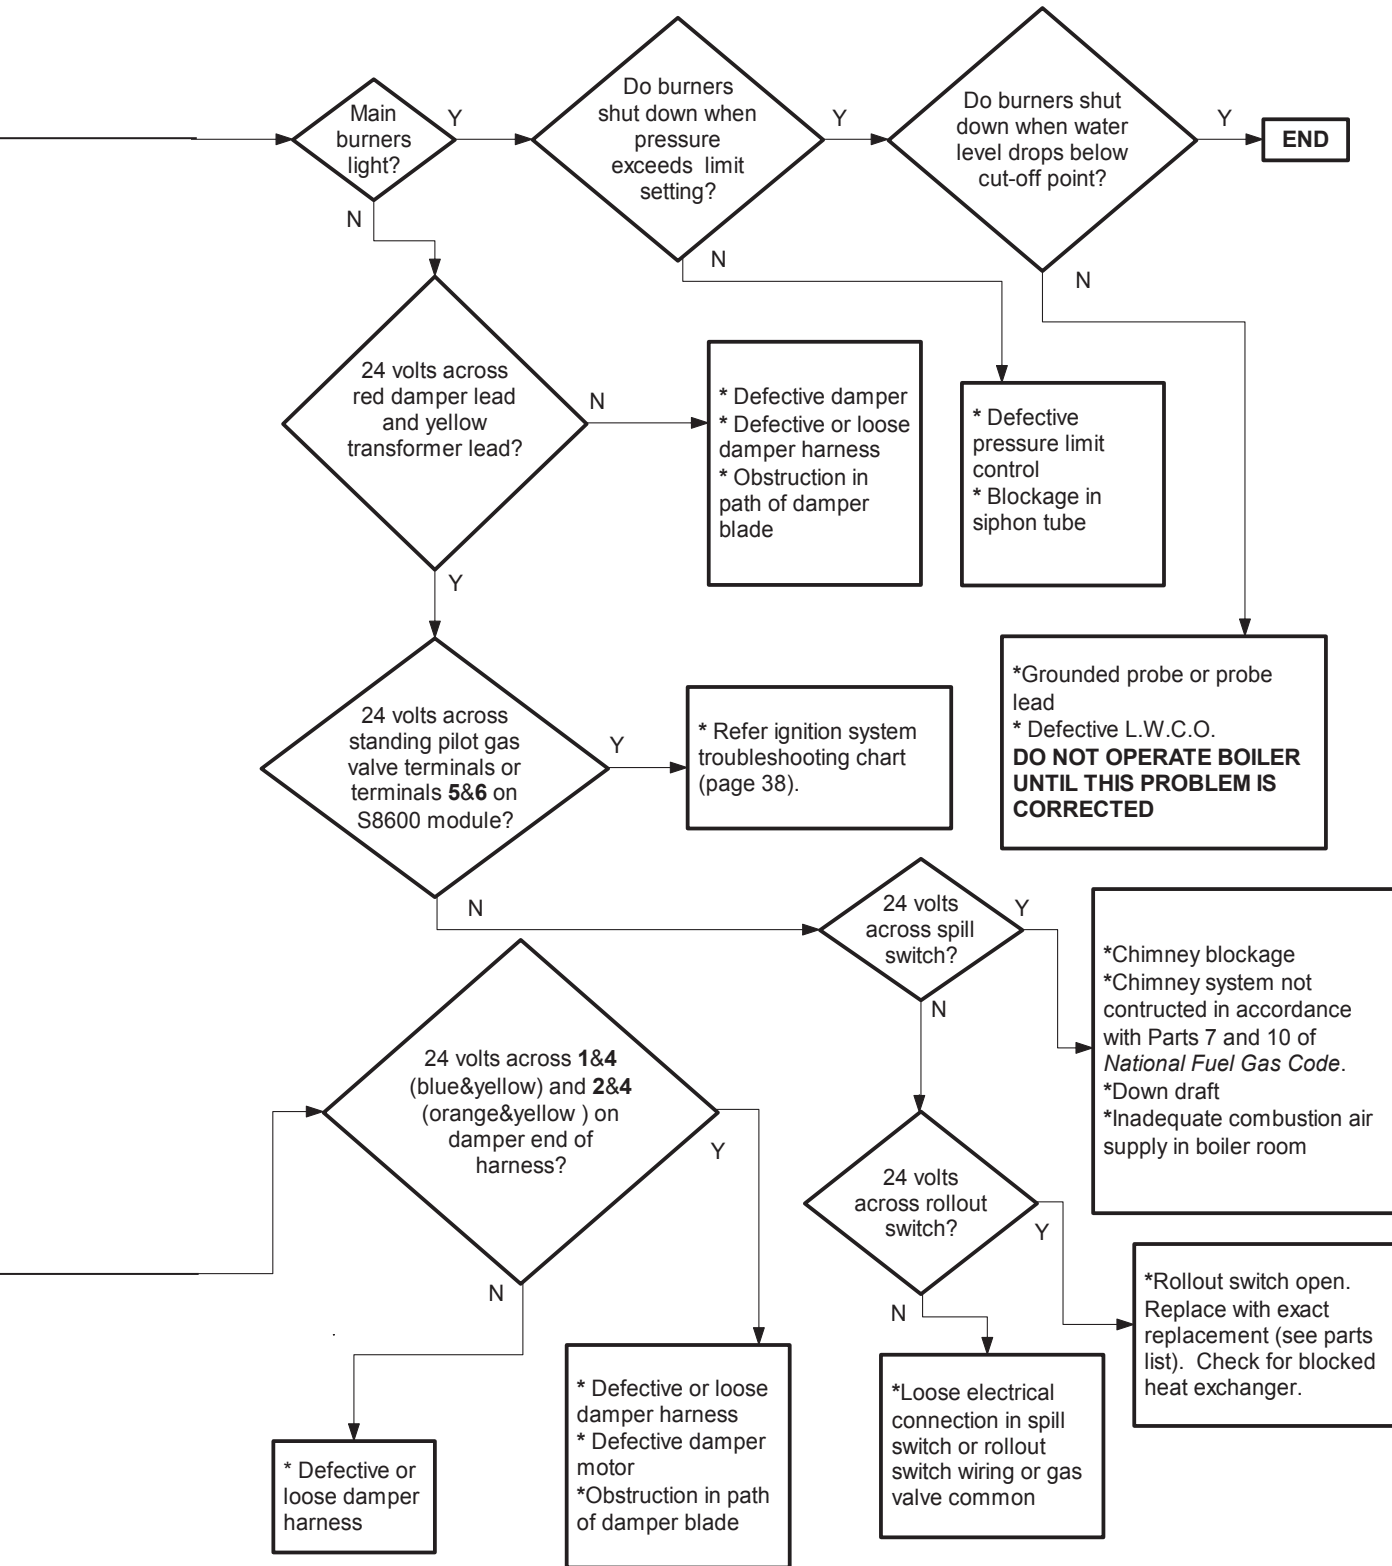 Main
burners
light?
Y
N
Do burners
shut down when
pressure
exceeds limit
setting?
Y
N
Do burners shut
down when water
level drops below
cut-off point?
Y
N
END
24 volts across
red damper lead
and yellow
transformer lead?
N
Y
* Defective damper
* Defective or loose
damper harness
* Obstruction in
path of damper
blade
* Defective
pressure limit
control
* Blockage in
siphon tube
*Grounded probe or probe
lead
* Defective L.W.C.O.
DO NOT OPERATE BOILER
UNTIL THIS PROBLEM IS
CORRECTED
24 volts across
standing pilot gas
valve terminals or
terminals 5&6 on
S8600 module?
Y
N
* Refer ignition system
troubleshooting chart
(page 38).
24 volts
across spill
switch?
Y
N
*Chimney blockage
*Chimney system not
contructed in accordance
with Parts 7 and 10 of
National Fuel Gas Code.
*Down draft
*Inadequate combustion air
supply in boiler room
24 volts across 1&4
(blue&yellow) and 2&4
(orange&yellow ) on
damper end of
harness?
Y
N
24 volts
across rollout
switch?
Y
N
*Rollout switch open.
Replace with exact
replacement (see parts
list). Check for blocked
heat exchanger.
*Loose electrical
connection in spill
switch or rollout
switch wiring or gas
valve common
* Defective or loose
damper harness
* Defective damper
motor
*Obstruction in path
of damper blade
* Defective or
loose damper
harness